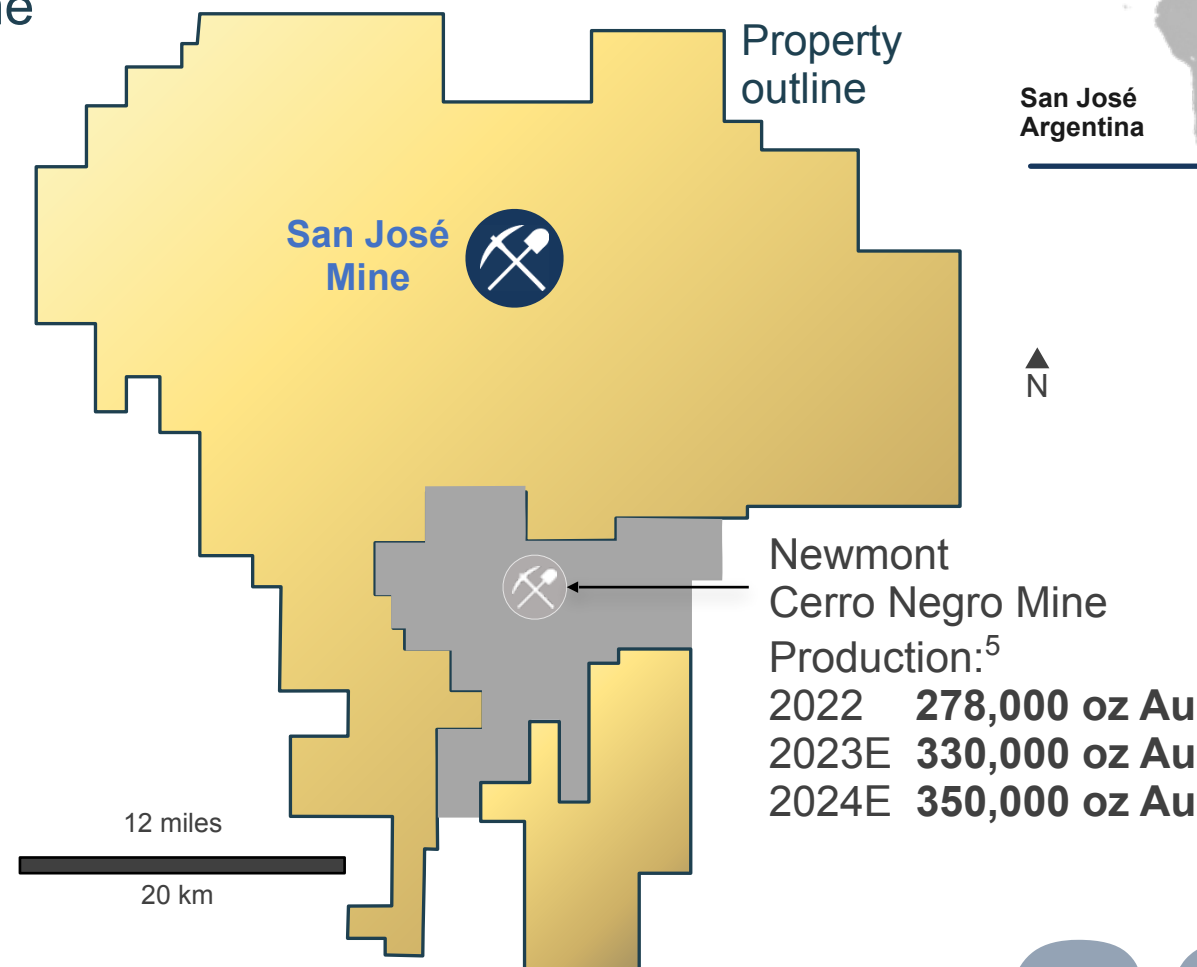 Property
outline
San José
Argentina
San José
Mine
N
Newmont
Cerro Negro Mine
Production:5
2022 278,000 oz Au
2023E 330,000 oz Au
2024E 350,000 oz Au
12 miles
20 km